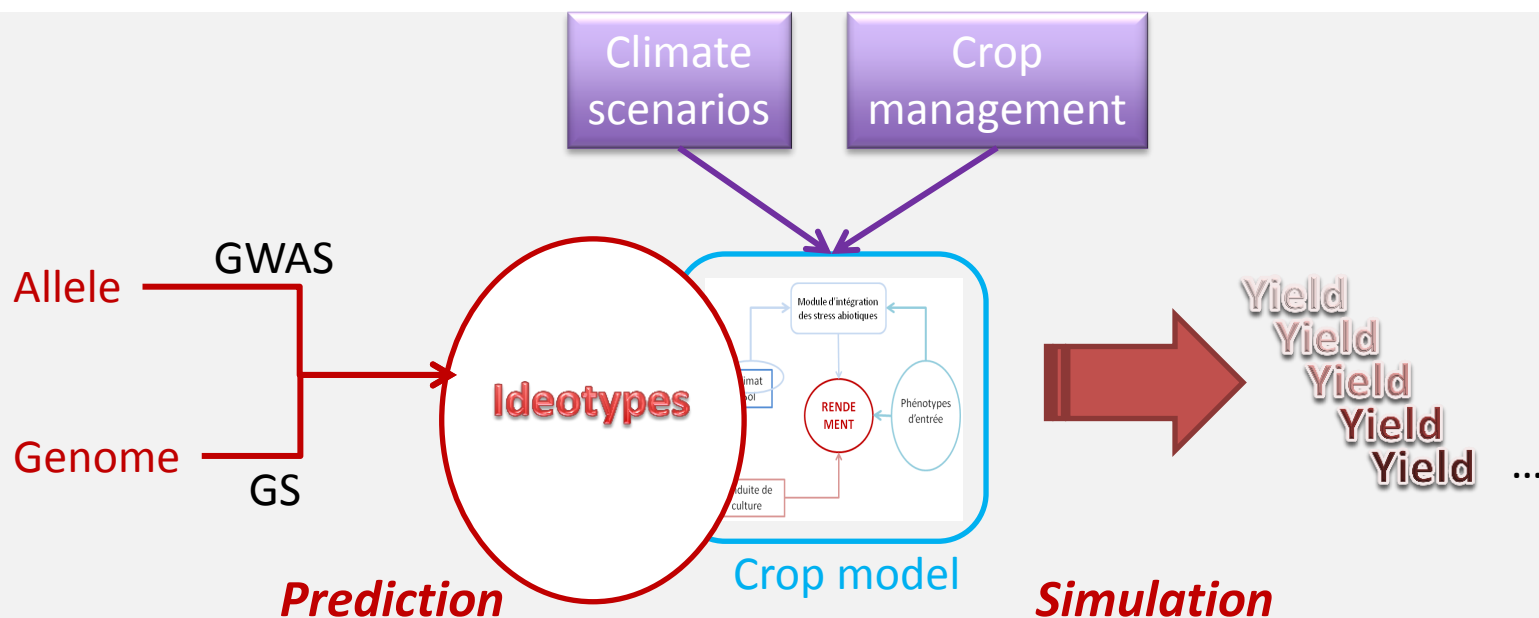 Climate
scenarios
Crop
management
GWAS
Allele
Genome
GS
Ideotypes
Module d'intégration
des stress abiotiques
RENDE
MENT
Phénotypes
d'entrée
culture
Crop model
Prediction
Simulation
Yield
Yield
Yield
Yield
Yield ...